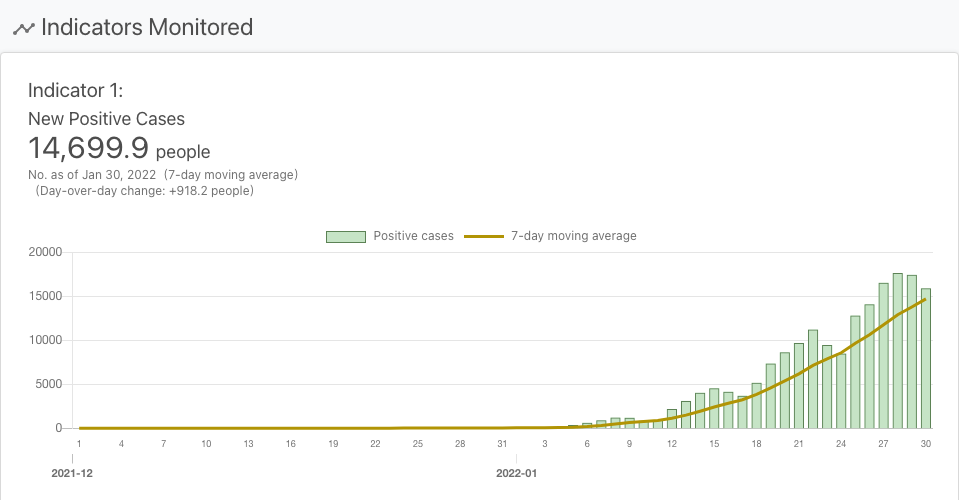 Indicators Monitored
Indicator 1:
New Positive Cases
14,699.9 people
No. as of Jan 30, 2022 (7-day moving average)
(Day-over-day change: +918.2 people)
Positive cases 7-day moving average
20000
15000
10000
5000
0
1 4 7 10 13 16 19 22 25 28 31 3 6 9 12 15 18 21 24 27 30
2021-12 2022-01